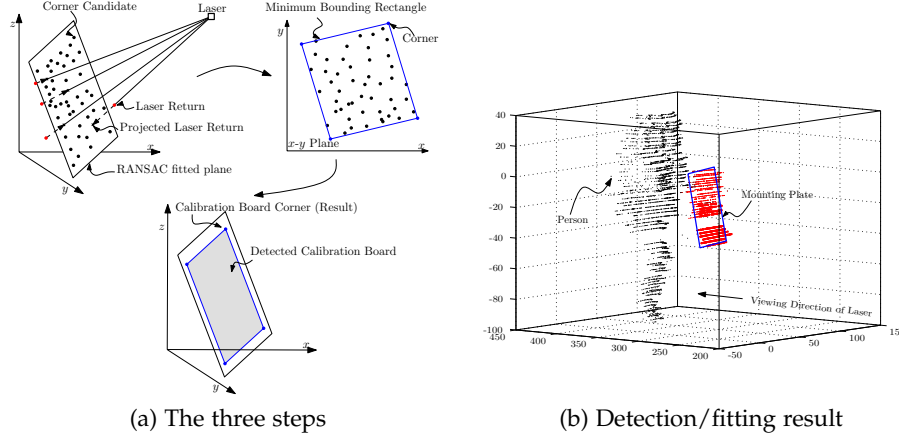 Corner Candidate
Laser
z
Laser Return
Projected Laser Return
x
RANSAC fitted plane
y
Minimum Bounding Rectangle
y
Corner
x-y Plane
x
Calibration Board Corner (Result)
z
Detected Calibration Board
x
y
(a) The three steps
40
20
0
-20
-40
-60
-80
-100
Person
Mounting Plate
Viewing Direction of Laser
450
400
350
300
250
200
-50
0
50
100
15
(b) Detection/fitting result